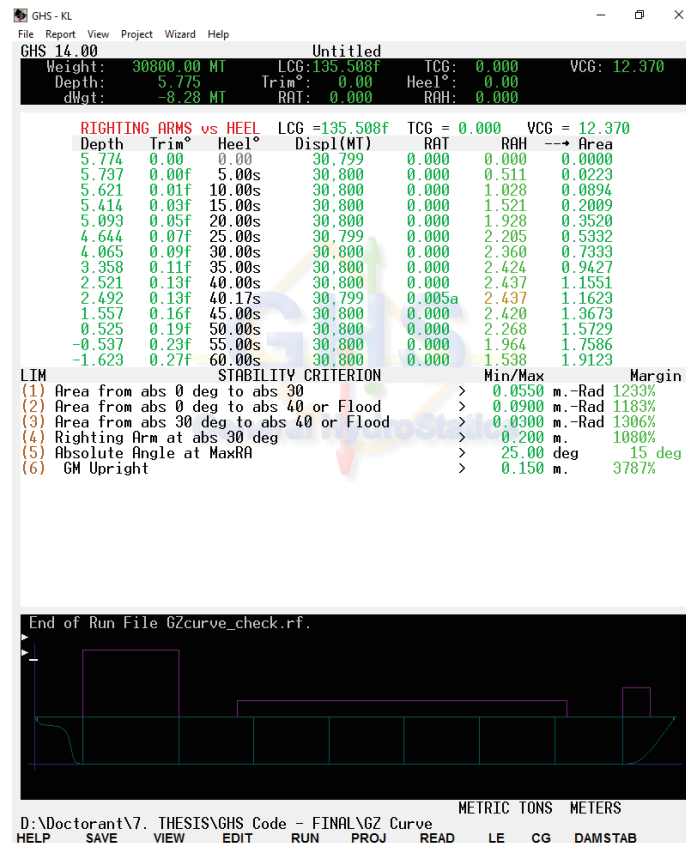 GHS - KL
File Report View Project Wizard Help
GHS 14.00 Untitled
Weight: 30800.00 MT LCG:135.508f TCG: 0.000 VCG: 12.370
Depth: 5.775 Trim°: 0.00 Heel°: 0.00
dWgt: -8.28 MT RAT: 0.000 RAH: 0.000
RIGHTING ARMS vs HEEL LCG =135.508f TCG = 0.000 VCG = 12.370
Depth Trim° Heel° Displ(MT) RAT RAH --→ Area
5.774 0.00 0.00 30,799 0.000 0.000 0.0000
5.737 0.00f 5.00s 30,800 0.000 0.511 0.0223
5.621 0.01f 10.00s 30,800 0.000 1.028 0.0894
5.414 0.03f 15.00s 30,800 0.000 1.521 0.2009
5.093 0.05f 20.00s 30,800 0.000 1.928 0.3520
4.644 0.07f 25.00s 30,799 0.000 2.205 0.5332
4.065 0.09f 30.00s 30,800 0.000 2.360 0.7333
3.358 0.11f 35.00s 30,800 0.000 2.424 0.9427
2.521 0.13f 40.00s 30,800 0.000 2.437 1.1551
2.492 0.13f 40.17s 30,799 0.005a 2.437 1.1623
1.557 0.16f 45.00s 30,800 0.000 2.420 1.3673
0.525 0.19f 50.00s 30,800 0.000 2.268 1.5729
-0.537 0.23f 55.00s 30,800 0.000 1.964 1.7586
-1.623 0.27f 60.00s 30,800 0.000 1.538 1.9123
GHS
General HydroStatics
LIM STABILITY CRITERION Min/Max Margin
(1) Area from abs 0 deg to abs 30 > 0.0550 m.-Rad 1233%
(2) Area from abs 0 deg to abs 40 or Flood > 0.0900 m.-Rad 1183%
(3) Area from abs 30 deg to abs 40 or Flood > 0.0300 m.-Rad 1306%
(4) Righting Arm at abs 30 deg > 0.200 m. 1080%
(5) Absolute Angle at MaxRA > 25.00 deg 15 deg
(6) GM Upright > 0.150 m. 3787%
End of Run File GZcurve_check.rf.
METRIC TONS METERS
D:\Doctorant\7. THESIS\GHS Code - FINAL\GZ Curve
HELP SAVE VIEW EDIT RUN PROJ READ LE CG DAMSTAB